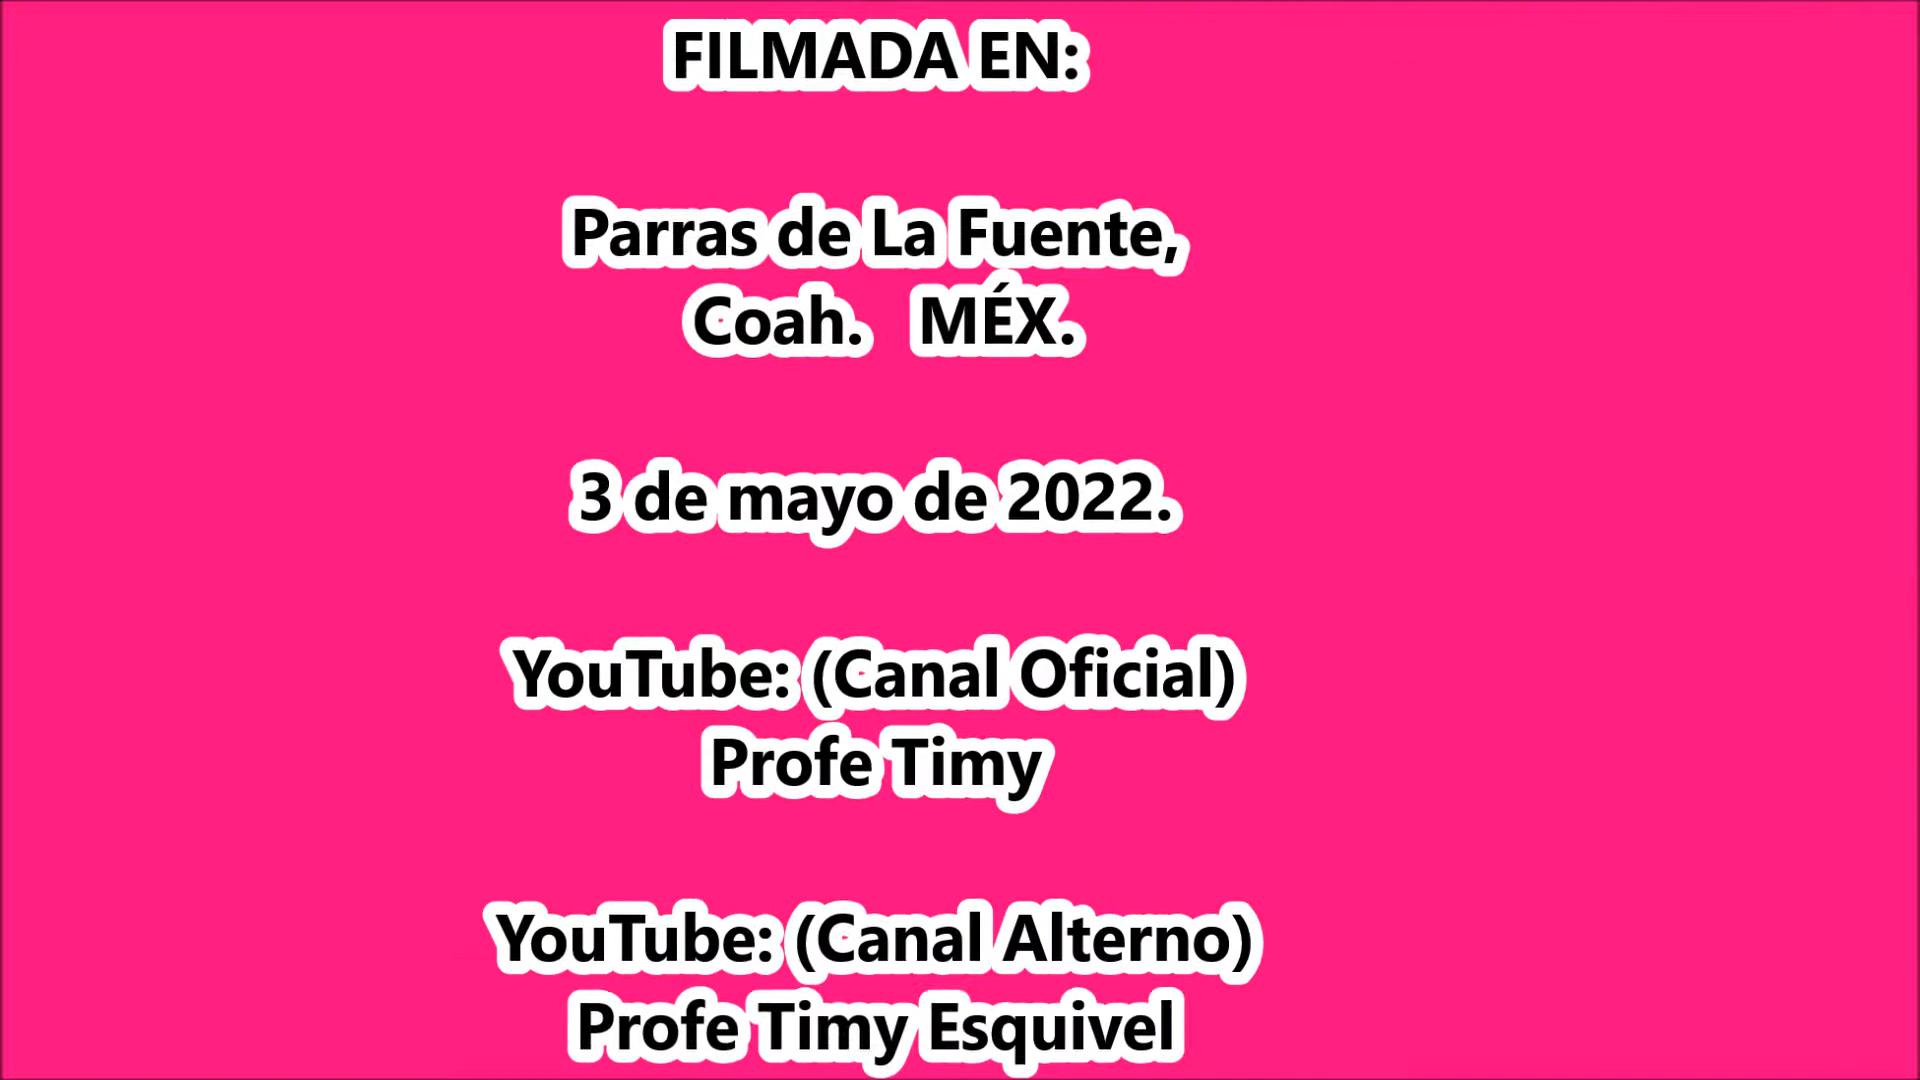 FILMADA EN:
Parras de La Fuente,
Coah.   MÉX.
3 de mayo de 2022.
YouTube: (Canal Oficial)
Profe Timy
YouTube: (Canal Alterno)
Profe Timy Esquivel